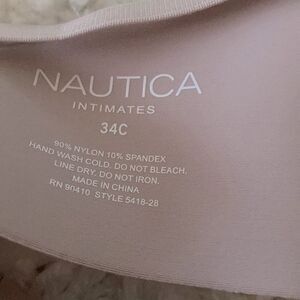 NAUTICA
INTIMATES
34C
90% NYLON 10% SPANDEX
HAND WASH COLD. DO NOT BLEACH.
LINE DRY. DO NOT IRON.
MADE IN CHINA
RN 90410 STYLE 5418-28